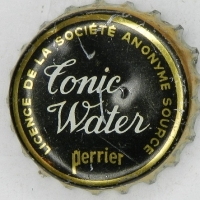 LICENCE DE LA SOCIÉTÉ ANONYME SOURCE
Tonic
Water
perrier